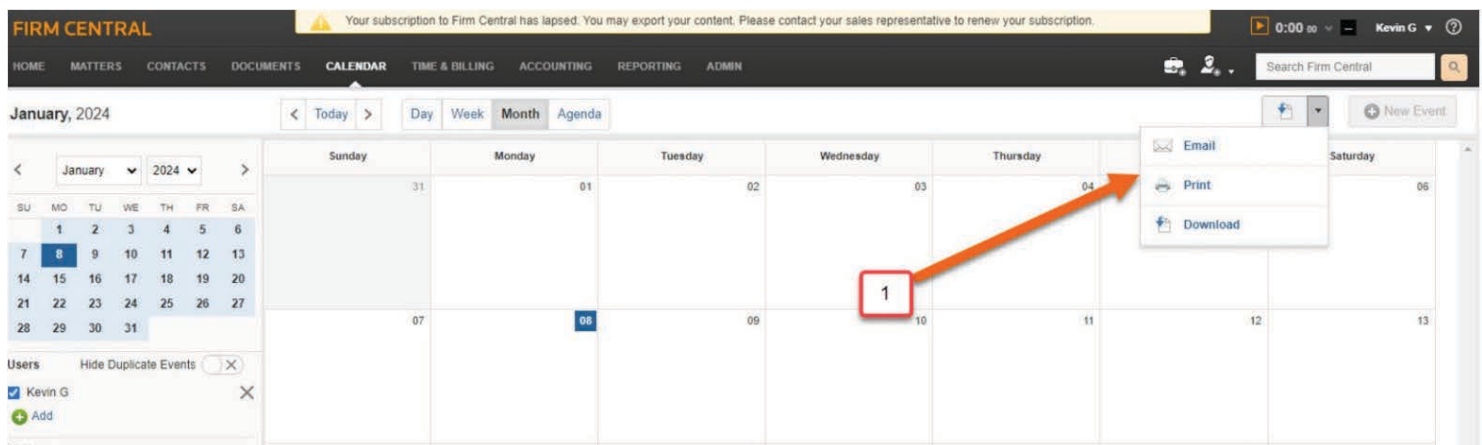 FIRM CENTRAL
Your subscription to Firm Central has lapsed. You may export your content. Please contact your sales representative to renew your subscription.
0:00 00
Kevin G
HOME MATTERS CONTACTS DOCUMENTS CALENDAR TIME & BILLING ACCOUNTING REPORTING ADMIN
Search Firm Central
January, 2024
< Today >
Day Week Month Agenda
New Event
Email
Print
Download
< January 2024 >
SU MO TU WE TH FR SA
1 2 3 4 5 6
7 8 9 10 11 12 13
14 15 16 17 18 19 20
21 22 23 24 25 26 27
28 29 30 31
Users Hide Duplicate Events
Kevin G
Add
Sunday Monday Tuesday Wednesday Thursday Saturday
31 01 02 03 04 06
1
07 08 09 10 11 12 13